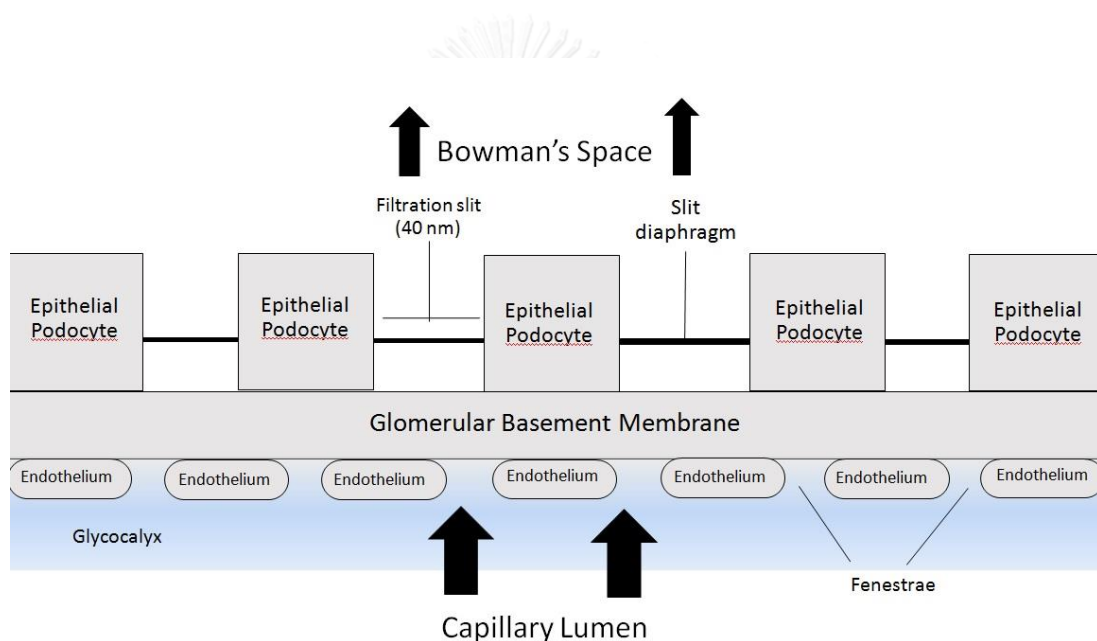 Bowman's Space
Filtration slit
(40 nm)
Slit
diaphragm
Epithelial
Podocyte
Epithelial
Podocyte
Epithelial
Podocyte
Epithelial
Podocyte
Epithelial
Podocyte
Glomerular Basement Membrane
Endothelium
Endothelium
Endothelium
Endothelium
Endothelium
Endothelium
Endothelium
Glycocalyx
Fenestrae
Capillary Lumen